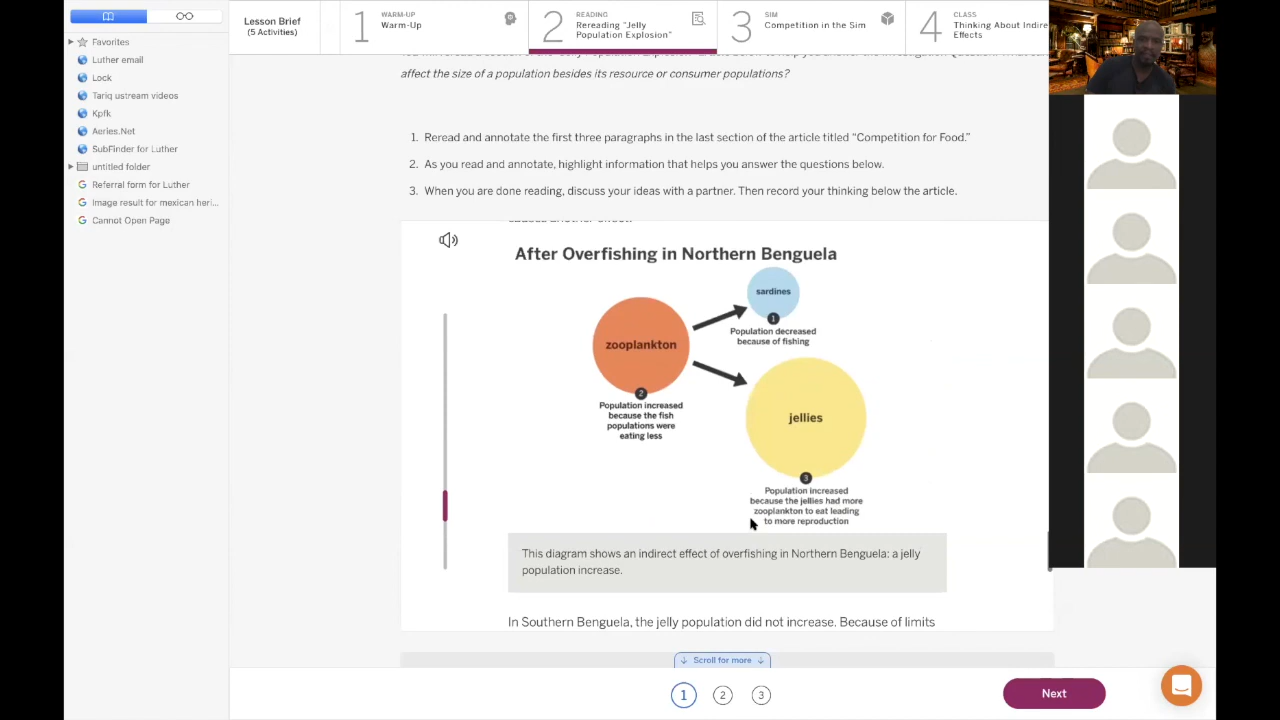 Lesson Brief
(5 Activities)
1
WARM-UP
Warm-Up
2
READING
Rereading “Jelly
Population Explosion”
3
SIM
Competition in the Sim
4
CLASS
Thinking About Indire
Effects
Favorites
Luther email
Lock
Tariq ustream videos
Kpfk
Aeries.Net
SubFinder for Luther
untitled folder
Referral form for Luther
Image result for mexican heri...
Cannot Open Page
affect the size of a population besides its resource or consumer populations?
1. Reread and annotate the first three paragraphs in the last section of the article titled “Competition for Food.”
2. As you read and annotate, highlight information that helps you answer the questions below.
3. When you are done reading, discuss your ideas with a partner. Then record your thinking below the article.
After Overfishing in Northern Benguela
sardines
1
Population decreased
because of fishing
zooplankton
2
Population increased
because the fish
populations were
eating less
jellies
3
Population increased
because the jellies had more
zooplankton to eat leading
to more reproduction
This diagram shows an indirect effect of overfishing in Northern Benguela: a jelly
population increase.
In Southern Benguela, the jelly population did not increase. Because of limits
Scroll for more
1
2
3
Next